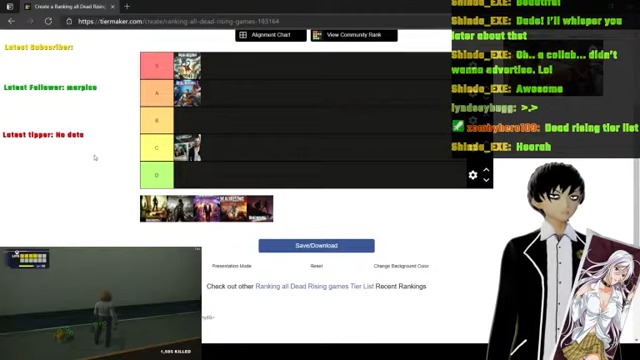 Create a Ranking all Dead Rising
https://tiermaker.com/create/ranking-all-dead-rising-games-193164
Alignment Chart
View Community Rank
Latest Subscriber:
Latest Follower: marpico
Latest tipper: No data
S
A
B
C
D
Save/Download
Presentation Mode
Reset
Change Background Color
Check out other Ranking all Dead Rising games Tier List Recent Rankings
1,585 KILLED
Beautiful
Shindo_EXE: Dude! I'll whisper you
later about that
Shindo_EXE: Oh.. a collab... didn't
wanna advertise. Lol
Shindo_EXE: Awesome
lyndseybugg: >.>
zombyhero109: Dead rising tier list
Shindo_EXE: Hoorah